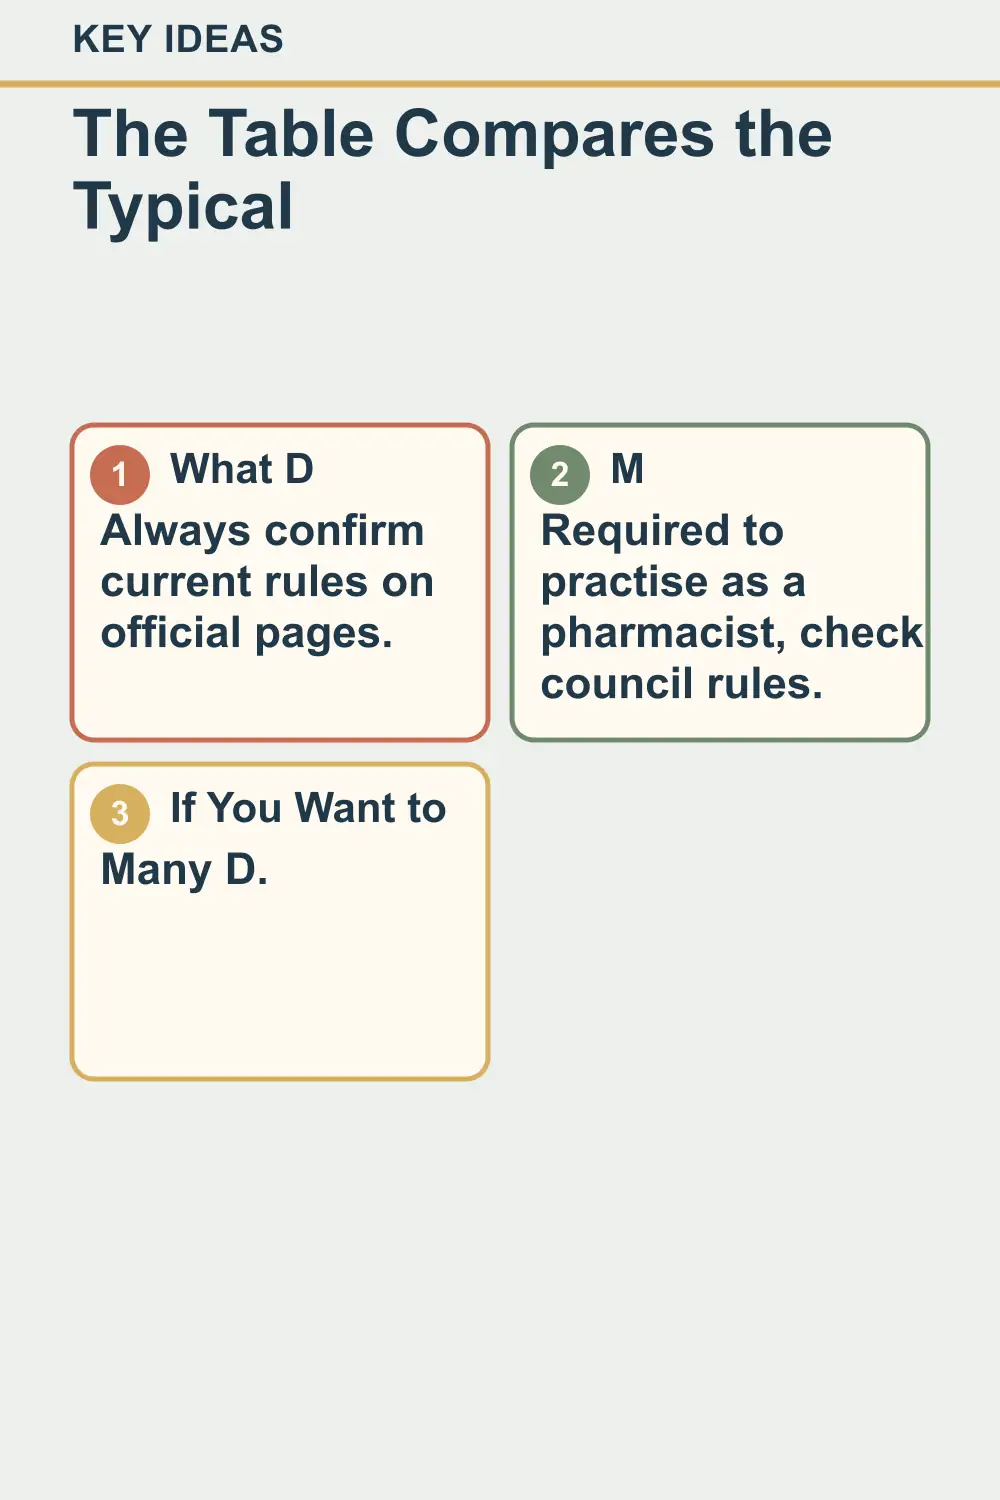 KEY IDEAS
The Table Compares the
Typical
1 What D
Always confirm
current rules on
official pages.
2 M
Required to
practise as a
pharmacist, check
council rules.
3 If You Want to
Many D.